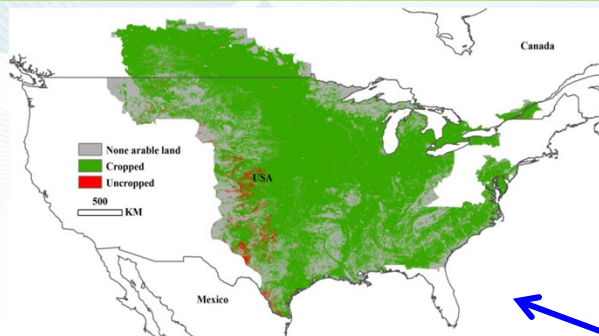 Canada
None arable land
Cropped
Uncropped
USA
500
KM
Mexico